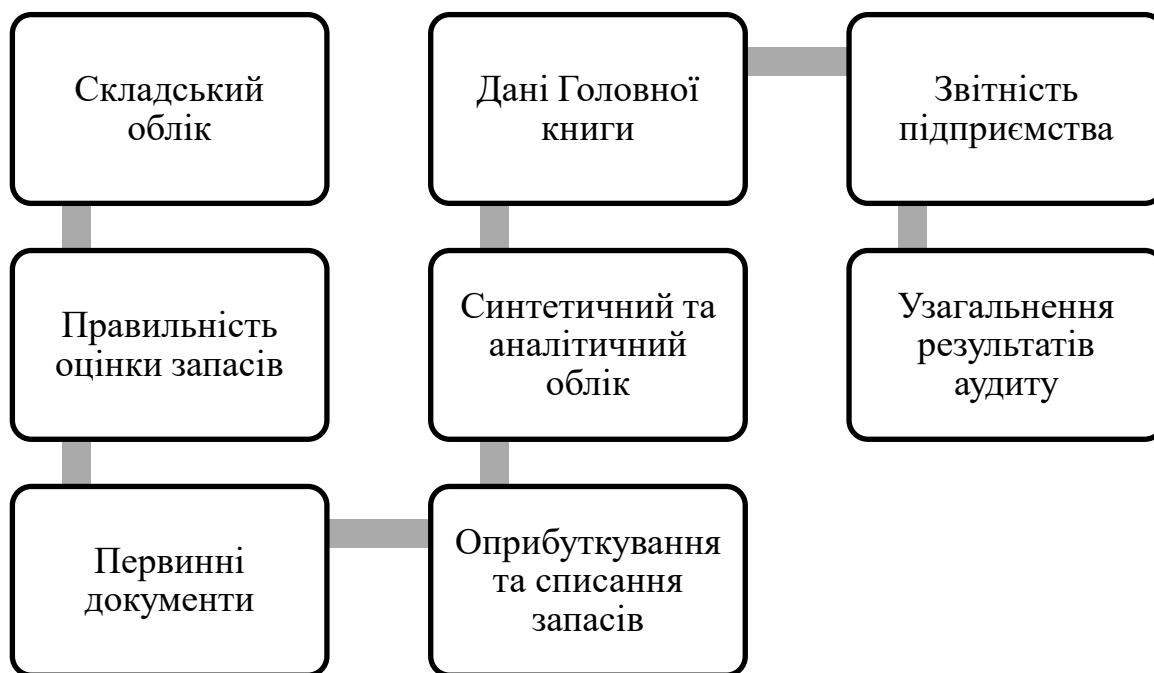 Складський
облік
Правильність
оцінки запасів
Первинні
документи
Оприбуткування
та списання
запасів
Синтетичний та
аналітичний
облік
Дані Головної
книги
Звітність
підприємства
Узагальнення
результатів
аудиту